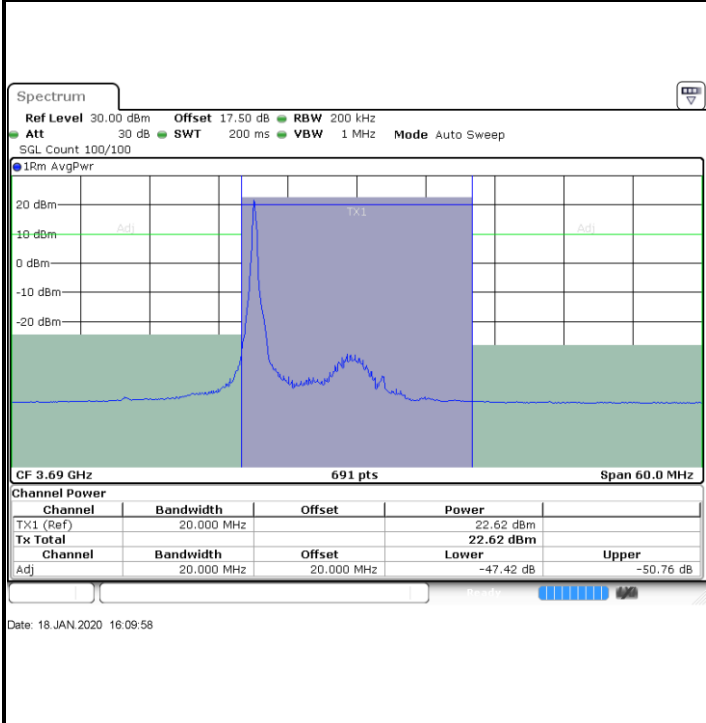 Spectrum
Ref Level 30.00 dBm Offset 17.50 dB RBW 200 kHz
Att 30 dB SWT 200 ms VBW 1 MHz Mode Auto Sweep
SGL Count 100/100
1Rm AvgPwr
20 dBm
TX1
Adj
Adj
10 dBm
0 dBm
-10 dBm
-20 dBm
CF 3.69 GHz 691 pts Span 60.0 MHz
Channel Power
Channel Bandwidth Offset Power
TX1 (Ref) 20.000 MHz 22.62 dBm
Tx Total 22.62 dBm
Channel Bandwidth Offset Lower Upper
Adj 20.000 MHz 20.000 MHz -47.42 dB -50.76 dB
Ready
Date: 18.JAN.2020 16:09:58